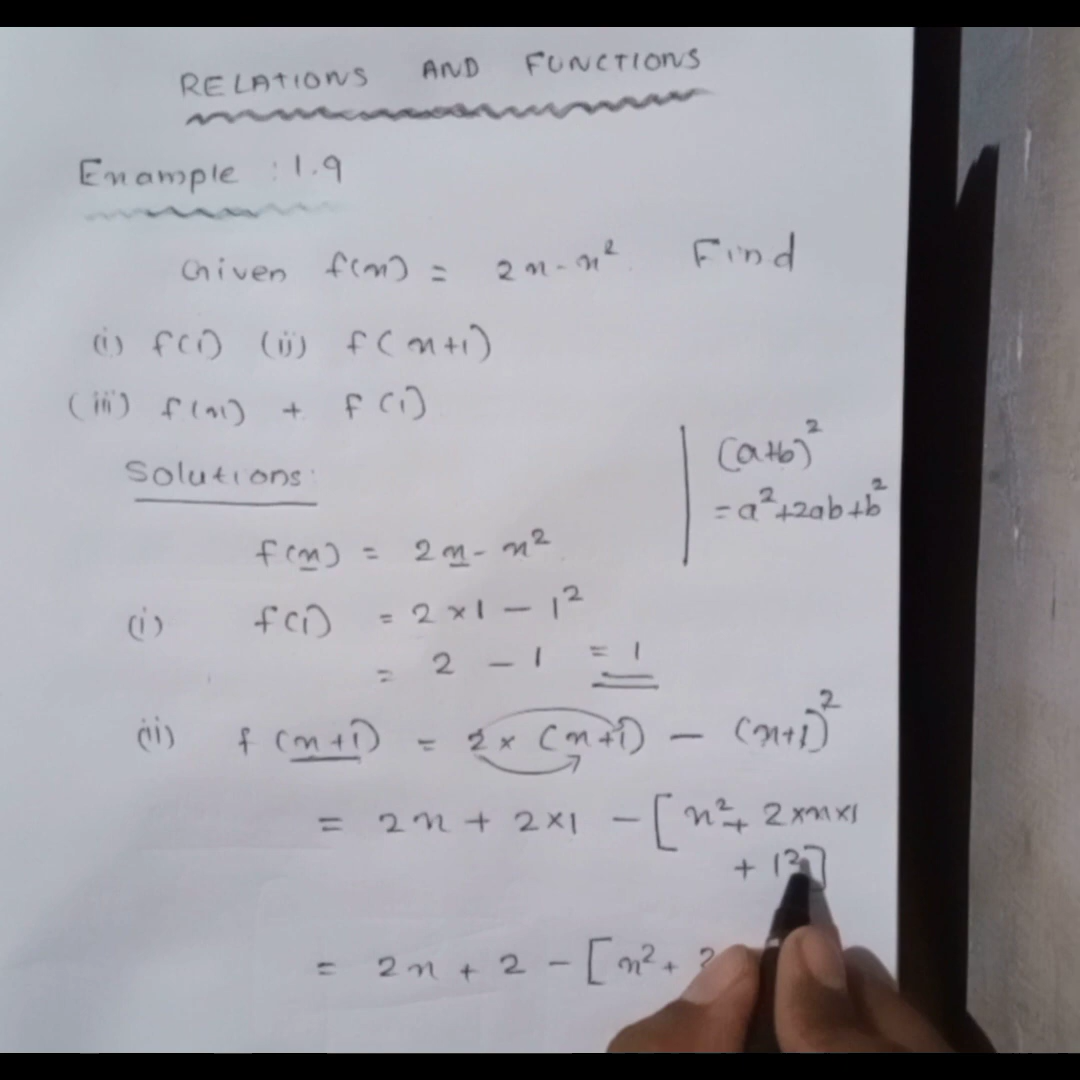 RELATIONS AND FUNCTIONS
Example : 1.9
Given f(x) = 2x - x² Find
(i) f(1) (ii) f(x+1)
(iii) f(x) + f(1)
Solutions:
(a+b)²
= a²+2ab+b²
f(x) = 2x - x²
(i) f(1) = 2×1 - 1²
= 2 - 1 = 1
(ii) f(x+1) = 2×(x+1) - (x+1)²
= 2x + 2×1 - [x² + 2×x×1
+ 1²]
= 2x + 2 - [x² + 2